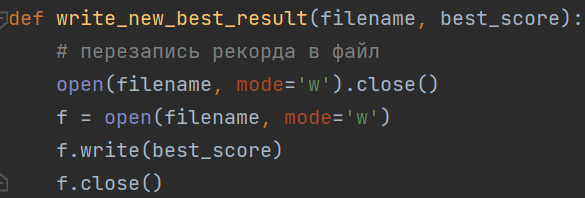 def write_new_best_result(filename, best_score):
    # перезапись рекорда в файл
    open(filename, mode='w').close()
    f = open(filename, mode='w')
    f.write(best_score)
    f.close()